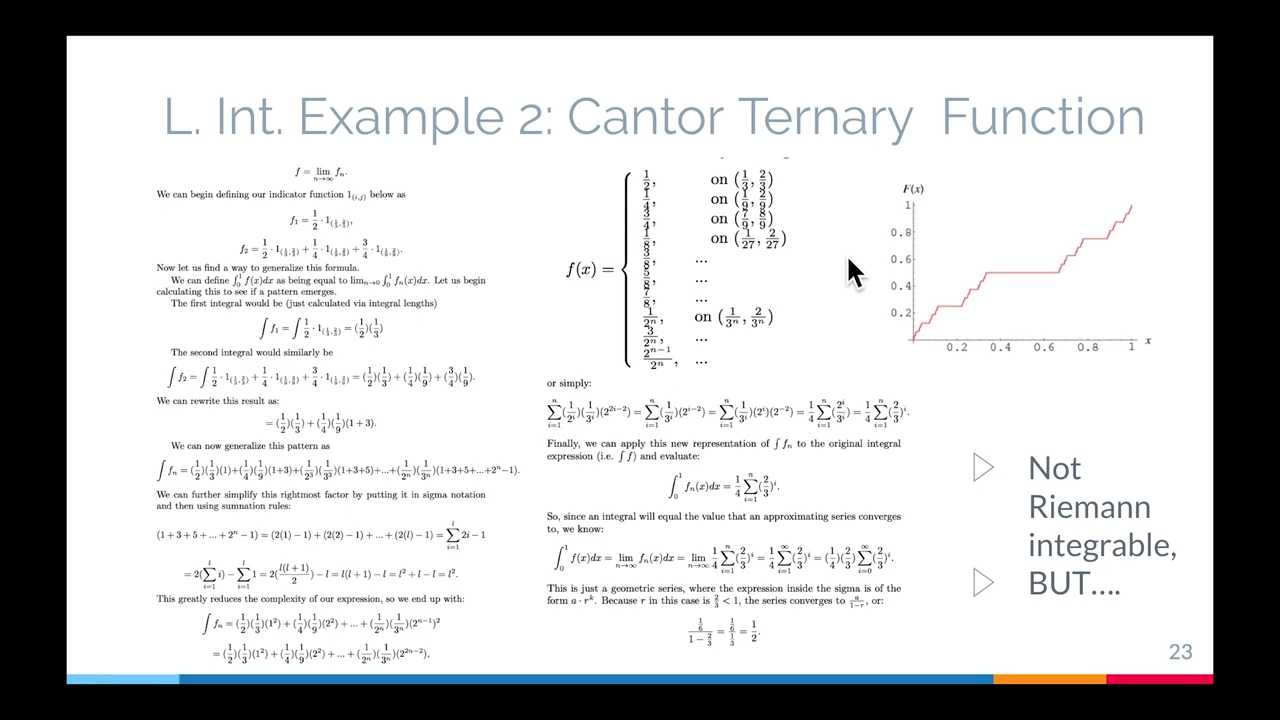 L. Int. Example 2: Cantor Ternary Function
f = lim_{n→∞} f_n.
We can begin defining our indicator function 1_{(i,j)} below as
f_1 = 1/2 · 1_{(1/3, 2/3)},
f_2 = 1/2 · 1_{(1/3, 2/3)} + 1/4 · 1_{(1/9, 2/9)} + 3/4 · 1_{(7/9, 8/9)}.
Now let us find a way to generalize this formula.
We can define ∫_0^1 f(x)dx as being equal to lim_{n→0} ∫_0^1 f_n(x)dx. Let us begin
calculating this to see if a pattern emerges.
The first integral would be (just calculated via integral lengths)
∫ f_1 = ∫ 1/2 · 1_{(1/3, 2/3)} = (1/2)(1/3)
The second integral would similarly be
∫ f_2 = ∫ 1/2 · 1_{(1/3, 2/3)} + 1/4 · 1_{(1/9, 2/9)} + 3/4 · 1_{(7/9, 8/9)} = (1/2)(1/3) + (1/4)(1/9) + (3/4)(1/9).
We can rewrite this result as:
= (1/2)(1/3) + (1/4)(1/9)(1+3).
We can now generalize this pattern as
∫ f_n = (1/2)(1/3)(1)+(1/4)(1/9)(1+3)+(1/2^3)(1/3^3)(1+3+5)+...+(1/2^n)(1/3^n)(1+3+5+...+2^n−1).
We can further simplify this rightmost factor by putting it in sigma notation
and then using sumnation rules:
(1 + 3 + 5 + ... + 2^n − 1) = (2(1) − 1) + (2(2) − 1) + ... + (2(l) − 1) = ∑_{i=1}^{l} 2i − 1
= 2(∑_{i=1}^{l} i) − ∑_{i=1}^{l} 1 = 2(l(l+1)/2) − l = l(l + 1) − l = l^2 + l − l = l^2.
This greatly reduces the complexity of our expression, so we end up with:
∫ f_n = (1/2)(1/3)(1^2) + (1/4)(1/9)(2^2) + ... + (1/2^n)(1/3^n)(2^{n−1})^2
= (1/2)(1/3)(1^2) + (1/4)(1/9)(2^2) + ... + (1/2^n)(1/3^n)(2^{2n−2}),
f(x) = {
1/2, on (1/3, 2/3)
1/4, on (1/9, 2/9)
3/4, on (7/9, 8/9)
1/8, on (1/27, 2/27)
3/8, ...
5/8, ...
7/8, ...
1/2^n, on (1/3^n, 2/3^n)
3/2^n, ...
2^{n−1}/2^n, ...
or simply:
∑_{i=1}^{n} (1/2^i)(1/3^i)(2^{2i−2}) = ∑_{i=1}^{n} (1/3^i)(2^{i−2}) = ∑_{i=1}^{n} (1/3^i)(2^i)(2^{−2}) = 1/4 ∑_{i=1}^{n} (2^i/3^i) = 1/4 ∑_{i=1}^{n} (2/3)^i.
Finally, we can apply this new representation of ∫ f_n to the original integral
expression (i.e. ∫ f) and evaluate:
∫_0^1 f_n(x)dx = 1/4 ∑_{i=1}^{n} (2/3)^i.
So, since an integral will equal the value that an approximating series converges
to, we know:
∫_0^1 f(x)dx = lim_{n→∞} f_n(x)dx = lim_{n→∞} 1/4 ∑_{i=1}^{n} (2/3)^i = 1/4 ∑_{i=1}^{∞} (2/3)^i = (1/4)(2/3) ∑_{i=0}^{∞} (2/3)^i.
This is just a geometric series, where the expression inside the sigma is of the
form a · r^k. Because r in this case is 2/3 < 1, the series converges to a/(1−r), or:
(1/6)/(1 − 2/3) = (1/6)/(1/3) = 1/2.
F(x)
1
0.8
0.6
0.4
0.2
0.2 0.4 0.6 0.8 1 x
Not
Riemann
integrable,
BUT....
23